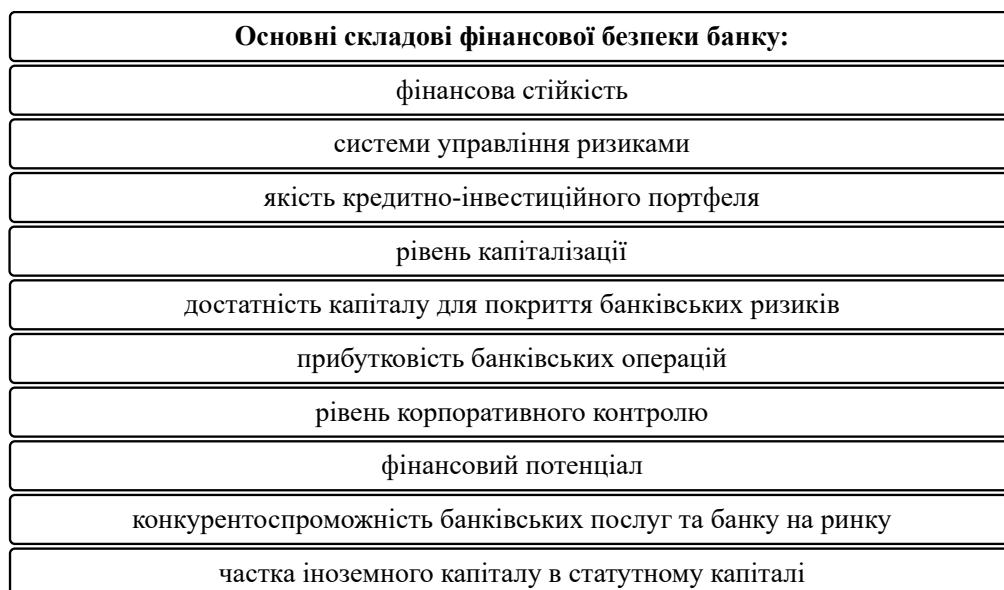 Основні складові фінансової безпеки банку:
фінансова стійкість
системи управління ризиками
якість кредитно-інвестиційного портфеля
рівень капіталізації
достатність капіталу для покриття банківських ризиків
прибутковість банківських операцій
рівень корпоративного контролю
фінансовий потенціал
конкурентоспроможність банківських послуг та банку на ринку
частка іноземного капіталу в статутному капіталі